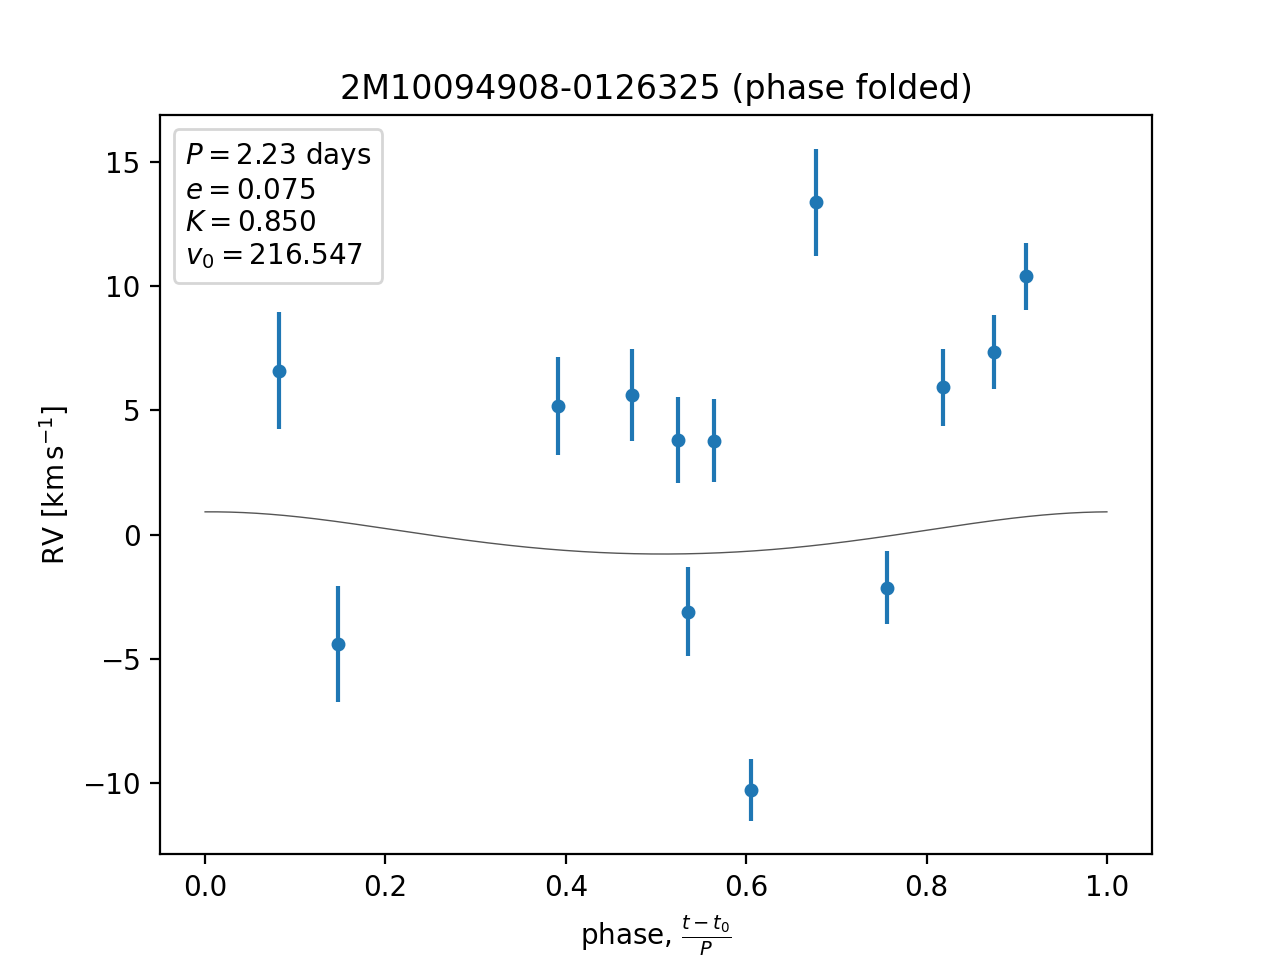 2M10094908-0126325 (phase folded)
P = 2.23 days
e = 0.075
K = 0.850
v₀ = 216.547
15
10
5
0
−5
−10
RV [km s⁻¹]
0.0 0.2 0.4 0.6 0.8 1.0
phase, (t − t₀)/P